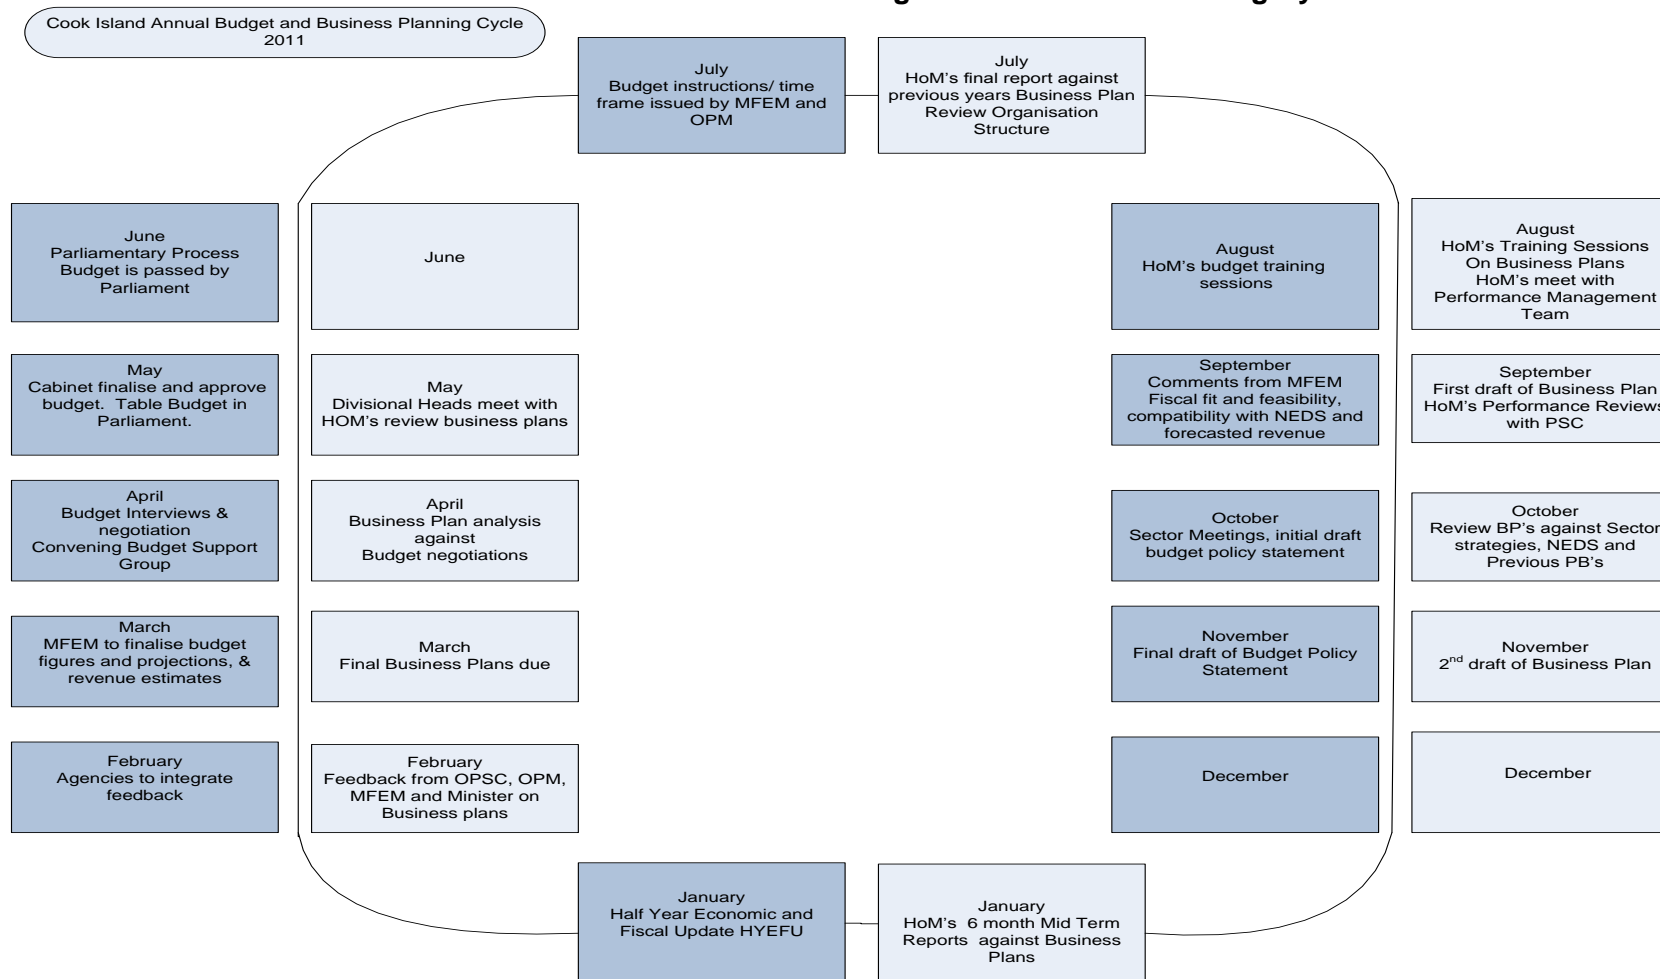 Cook Island Annual Budget and Business Planning Cycle
2011
July
Budget instructions/ time
frame issued by MFEM and
OPM
July
HoM's final report against
previous years Business Plan
Review Organisation
Structure
June
Parliamentary Process
Budget is passed by
Parliament
June
August
HoM's budget training
sessions
August
HoM's Training Sessions
On Business Plans
HoM's meet with
Performance Management
Team
May
Cabinet finalise and approve
budget. Table Budget in
Parliament.
May
Divisional Heads meet with
HOM's review business plans
September
Comments from MFEM
Fiscal fit and feasibility,
compatibility with NEDS and
forecasted revenue
September
First draft of Business Plan
HoM's Performance Reviews
with PSC
April
Budget Interviews &
negotiation
Convening Budget Support
Group
April
Business Plan analysis
against
Budget negotiations
October
Sector Meetings, initial draft
budget policy statement
October
Review BP's against Sector
strategies, NEDS and
Previous PB's
March
MFEM to finalise budget
figures and projections, &
revenue estimates
March
Final Business Plans due
November
Final draft of Budget Policy
Statement
November
2nd draft of Business Plan
February
Agencies to integrate
feedback
February
Feedback from OPSC, OPM,
MFEM and Minister on
Business plans
December
December
January
Half Year Economic and
Fiscal Update HYEFU
January
HoM's 6 month Mid Term
Reports against Business
Plans